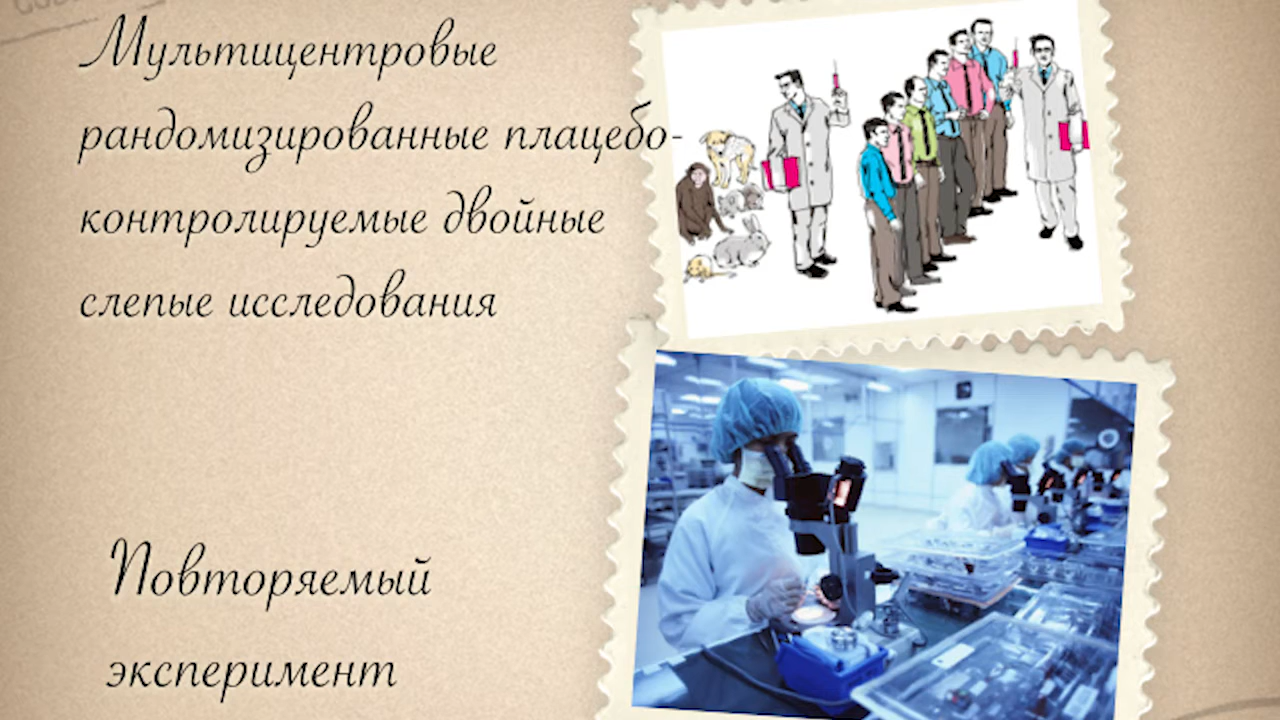 Мультицентровые
рандомизированные плацебо-
контролируемые двойные
слепые исследования
Повторяемый
эксперимент